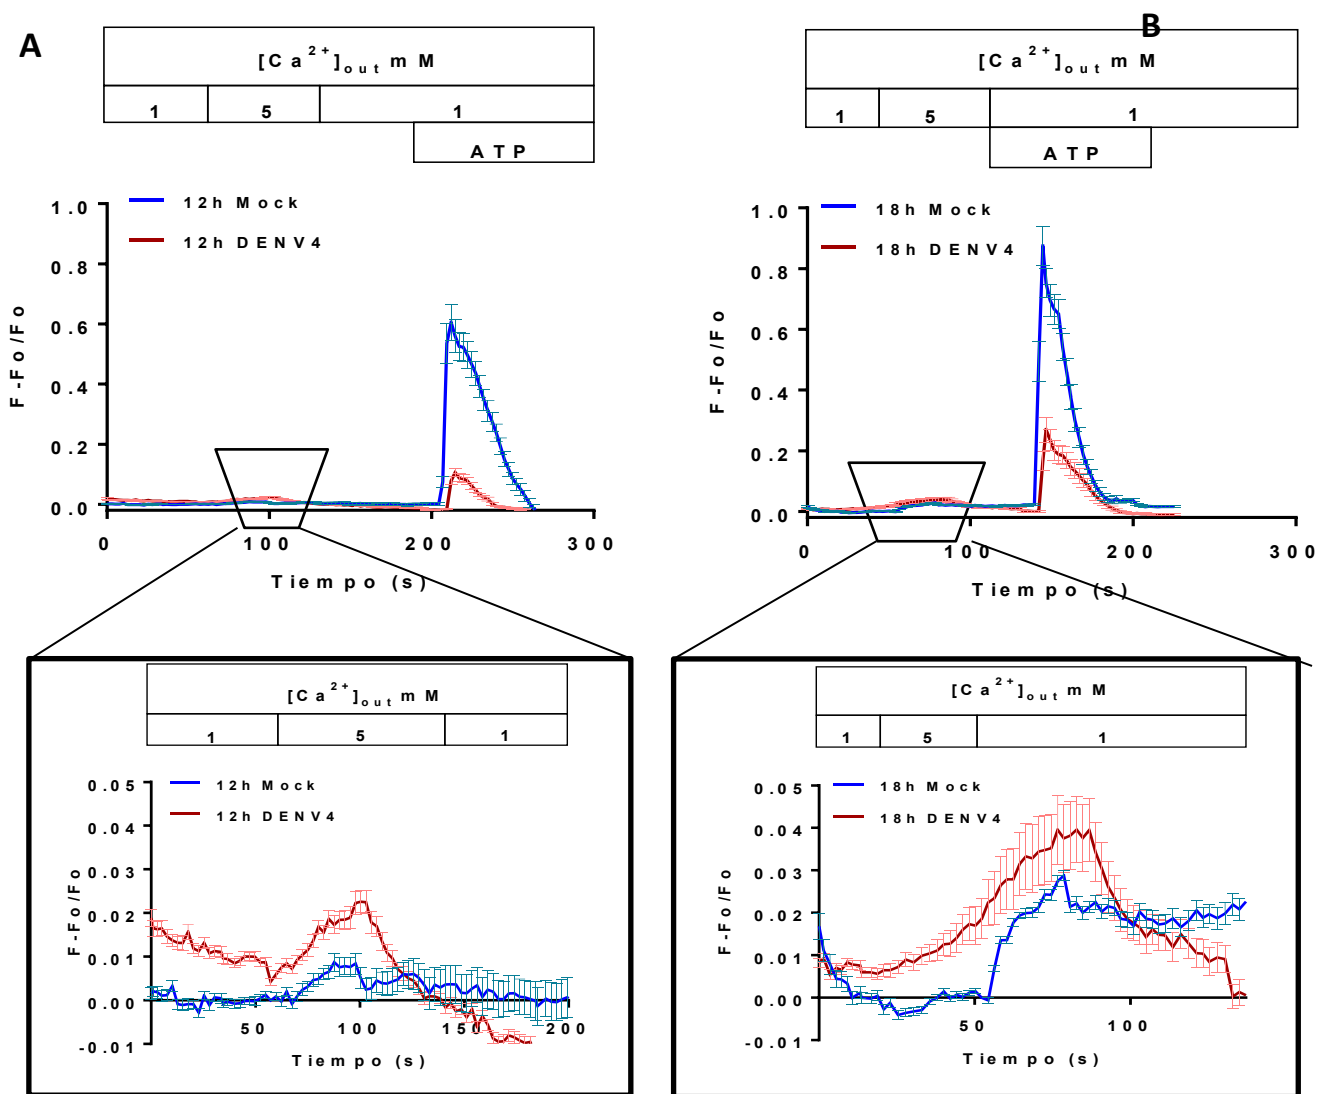 A
[Ca2+]out mM
1 5 1
ATP
1.0
0.8
0.6
0.4
0.2
0.0
12h Mock
12h DENV4
F-Fo/Fo
0 100 200 300
Tiempo (s)
B
[Ca2+]out mM
1 5 1
ATP
1.0
0.8
0.6
0.4
0.2
0.0
18h Mock
18h DENV4
F-Fo/Fo
0 100 200 300
Tiempo (s)
[Ca2+]out mM
1 5 1
0.05
0.04
0.03
0.02
0.01
0.00
-0.01
12h Mock
12h DENV4
F-Fo/Fo
50 100 150 200
Tiempo (s)
[Ca2+]out mM
1 5 1
0.05
0.04
0.03
0.02
0.01
0.00
-0.01
18h Mock
18h DENV4
F-Fo/Fo
50 100
Tiempo (s)